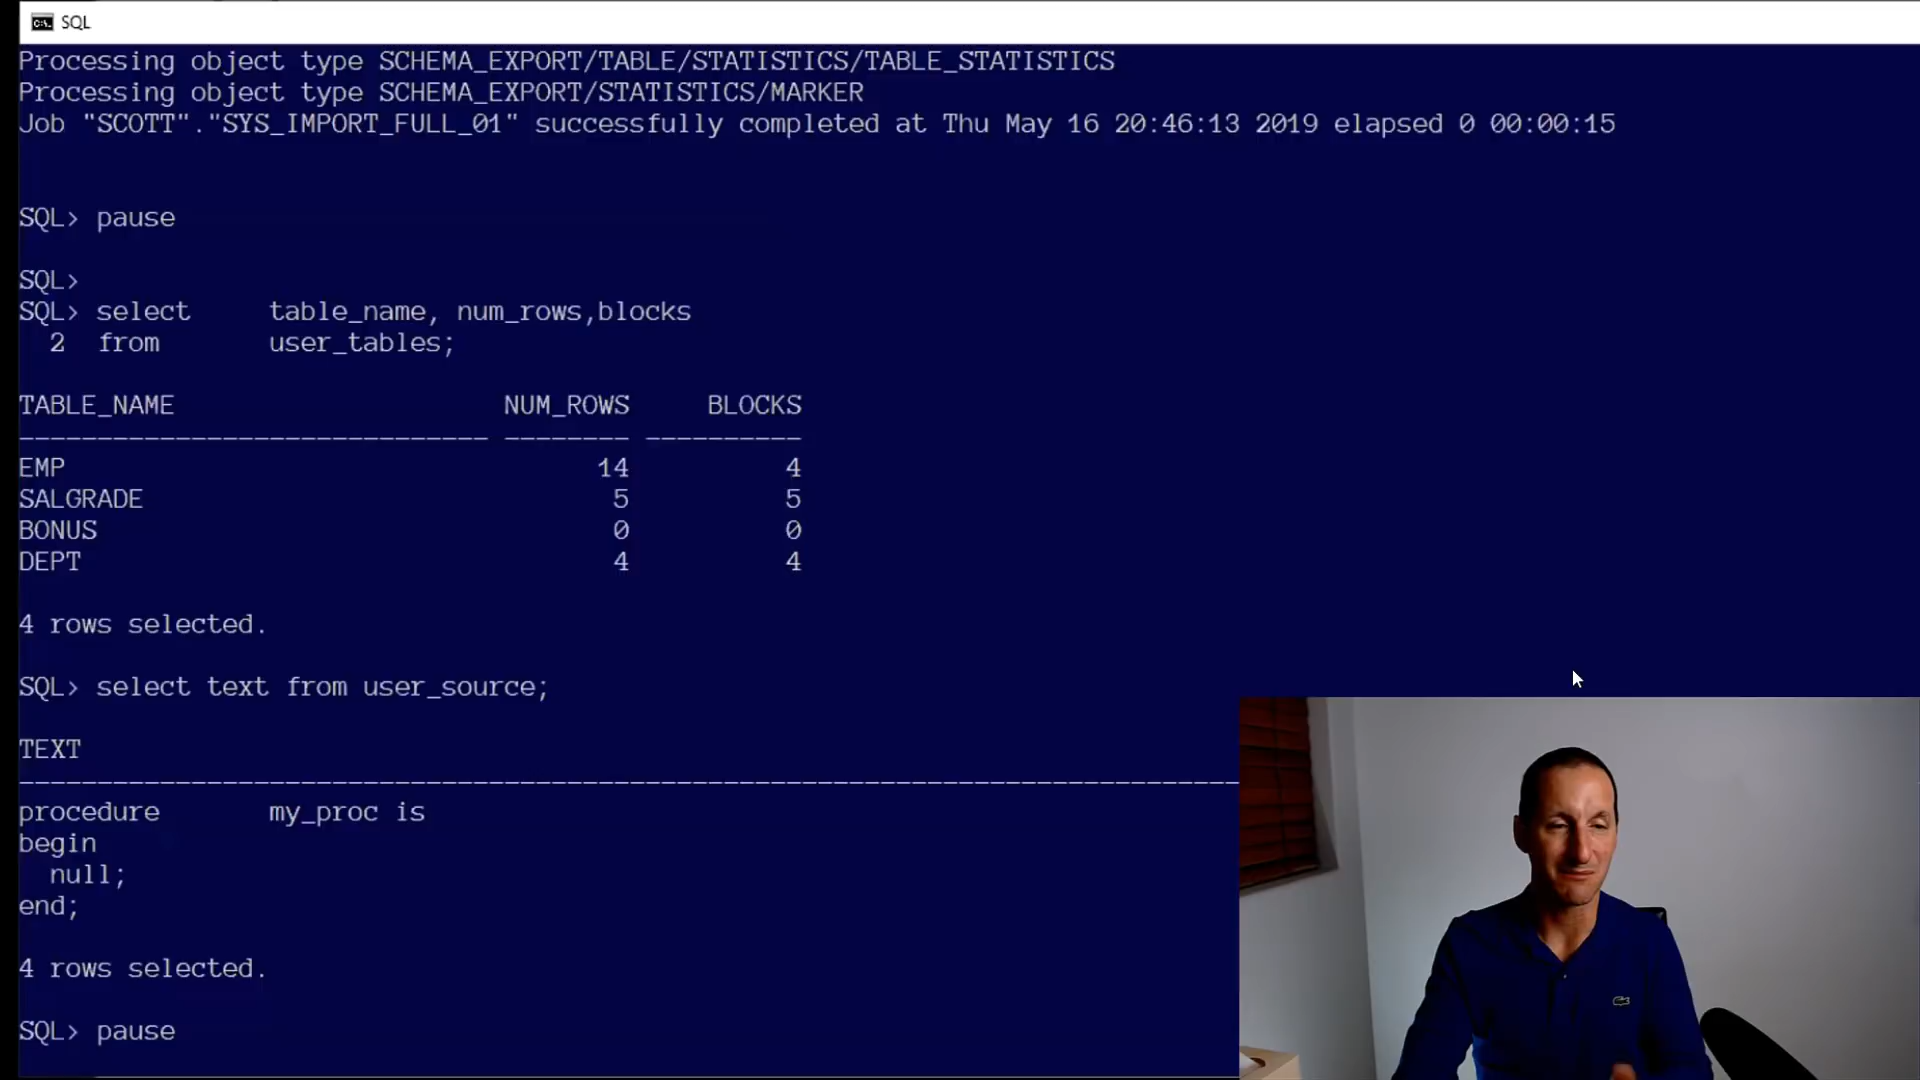 SQL
Processing object type SCHEMA_EXPORT/TABLE/STATISTICS/TABLE_STATISTICS
Processing object type SCHEMA_EXPORT/STATISTICS/MARKER
Job "SCOTT"."SYS_IMPORT_FULL_01" successfully completed at Thu May 16 20:46:13 2019 elapsed 0 00:00:15
SQL> pause
SQL>
SQL> select     table_name, num_rows,blocks
  2  from       user_tables;
TABLE_NAME                     NUM_ROWS     BLOCKS
------------------------------ -------- ----------
EMP                                  14          4
SALGRADE                              5          5
BONUS                                 0          0
DEPT                                  4          4
4 rows selected.
SQL> select text from user_source;
TEXT
------------------------------------------------------------------------------
procedure       my_proc is
begin
  null;
end;
4 rows selected.
SQL> pause